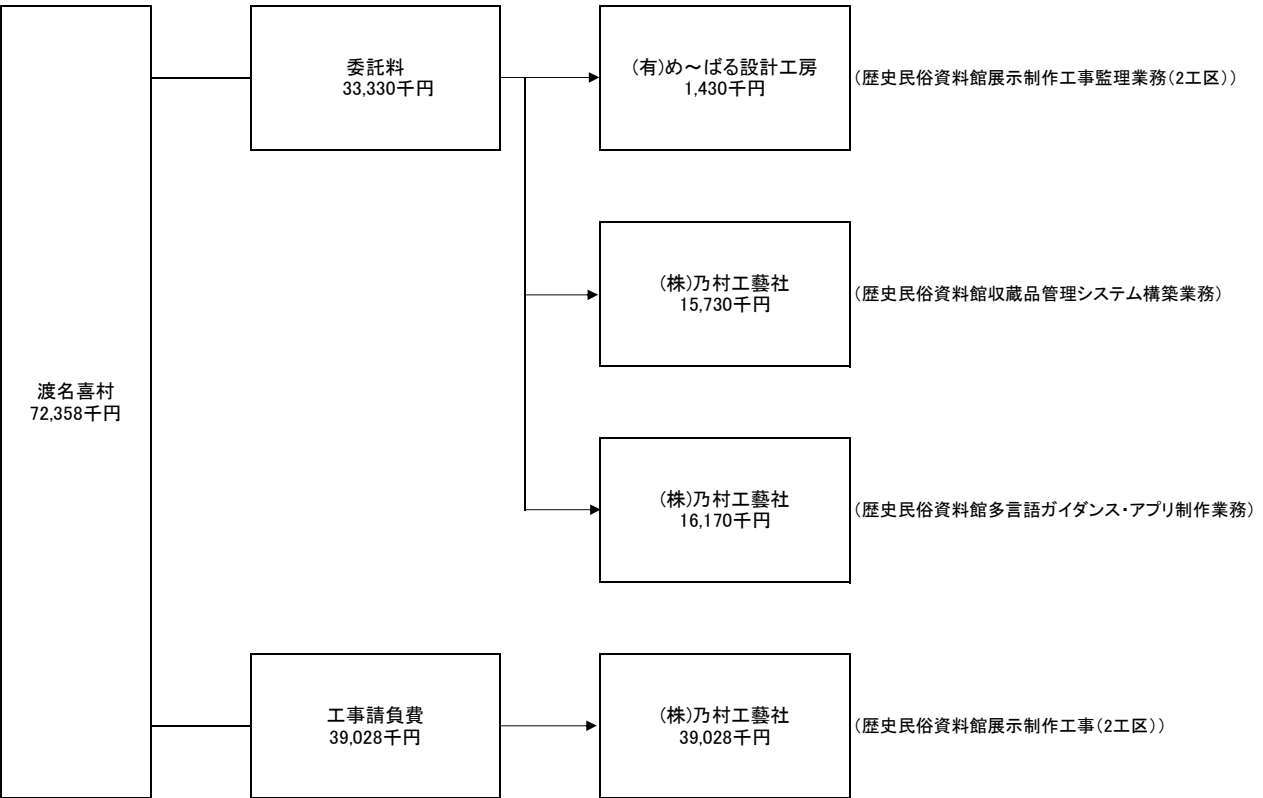 渡名喜村
72,358千円
委託料
33,330千円
(有)め～ばる設計工房
1,430千円
(歴史民俗資料館展示制作工事監理業務(2工区))
(株)乃村工藝社
15,730千円
(歴史民俗資料館収蔵品管理システム構築業務)
(株)乃村工藝社
16,170千円
(歴史民俗資料館多言語ガイダンス・アプリ制作業務)
工事請負費
39,028千円
(株)乃村工藝社
39,028千円
(歴史民俗資料館展示制作工事(2工区))